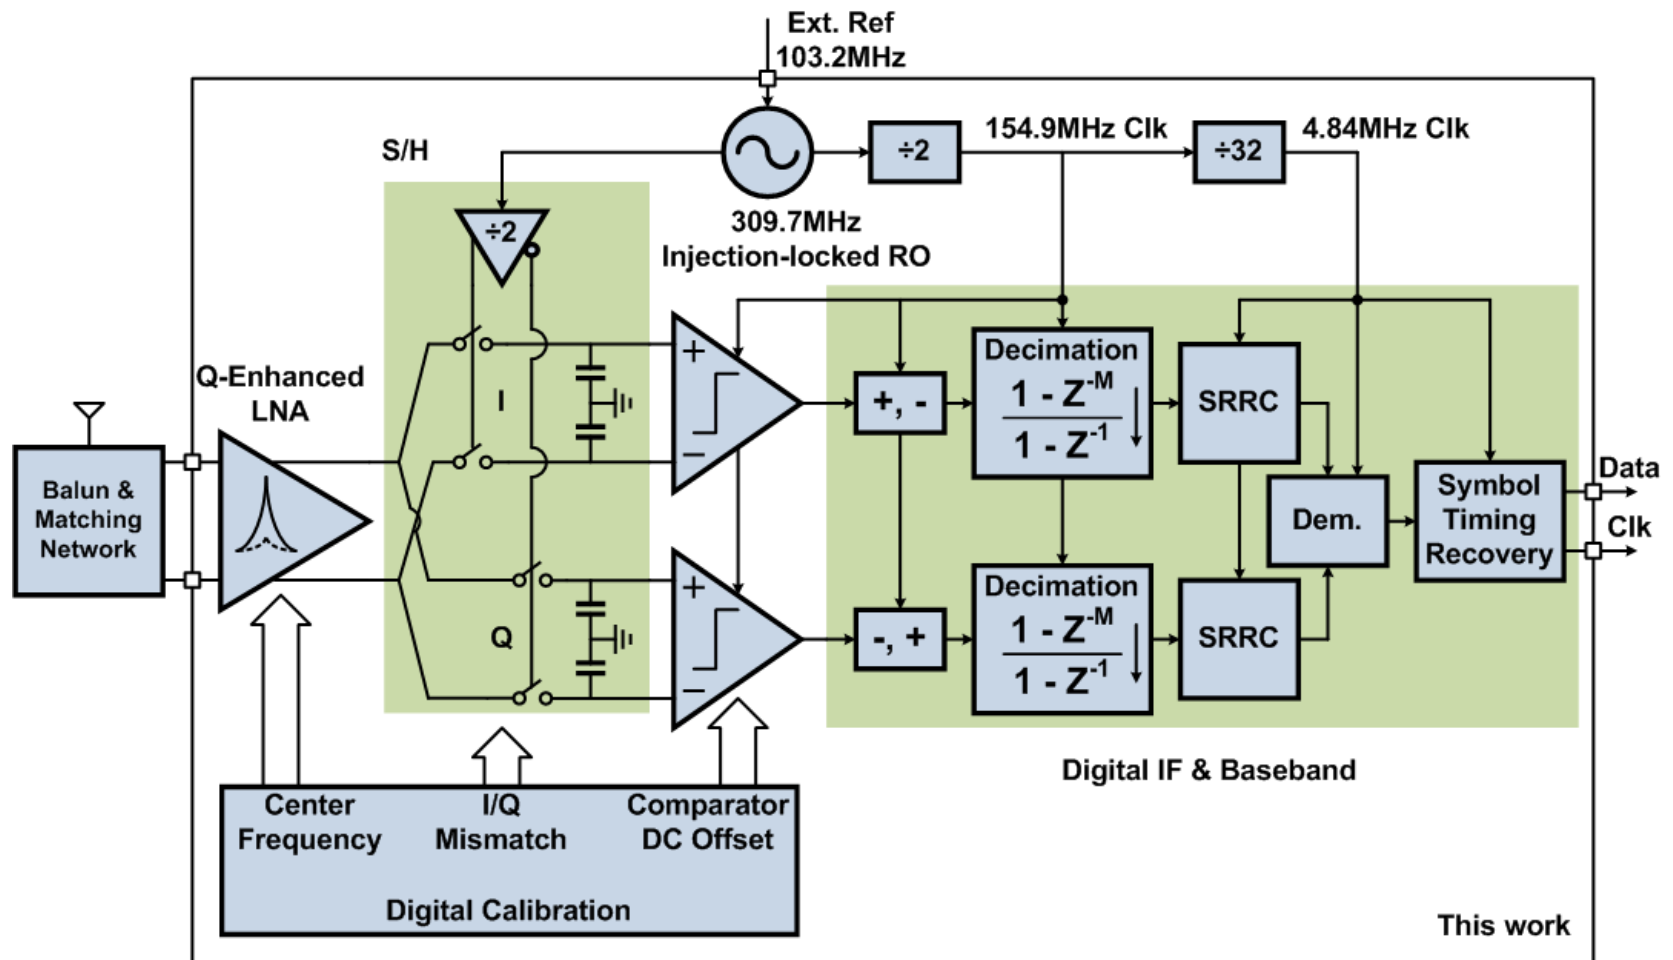 Ext. Ref
103.2MHz
S/H
÷2
154.9MHz Clk
÷32
4.84MHz Clk
÷2
309.7MHz
Injection-locked RO
Q-Enhanced
LNA
I
Q
Balun &
Matching
Network
+
−
+
−
+, -
-, +
Decimation
1 - Z^-M
1 - Z^-1
Decimation
1 - Z^-M
1 - Z^-1
SRRC
SRRC
Dem.
Symbol
Timing
Recovery
Data
Clk
Digital IF & Baseband
Center
Frequency
I/Q
Mismatch
Comparator
DC Offset
Digital Calibration
This work